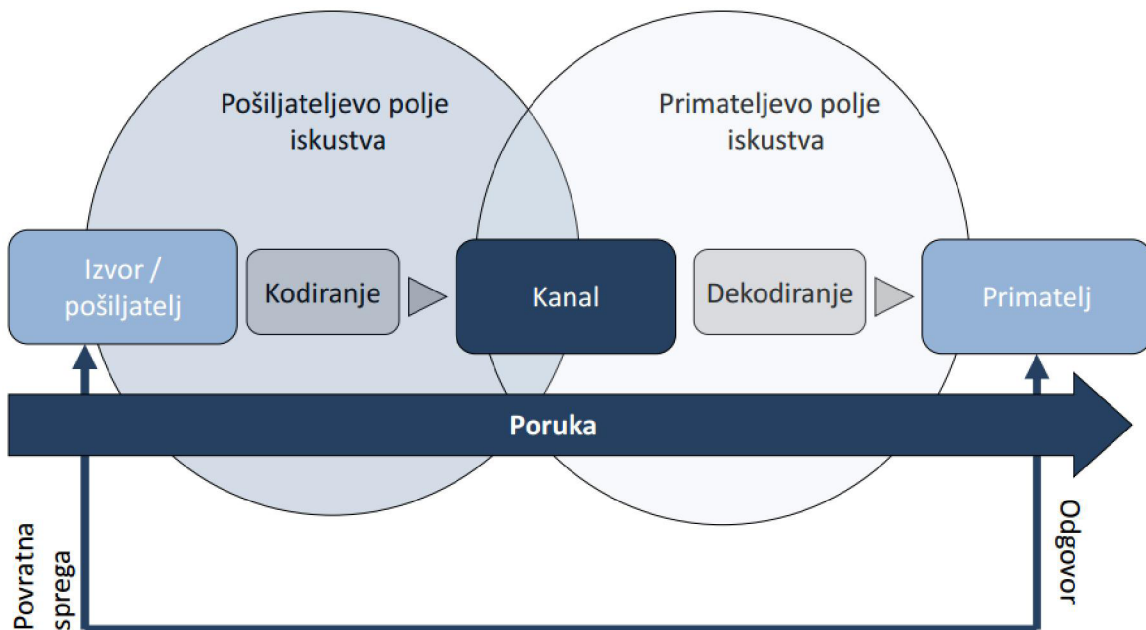 Pošiljateljevo polje
iskustva
Primateljevo polje
iskustva
Izvor /
pošiljatelj
Kodiranje
Kanal
Dekodiranje
Primatelj
Poruka
Povratna
sprega
Odgovor